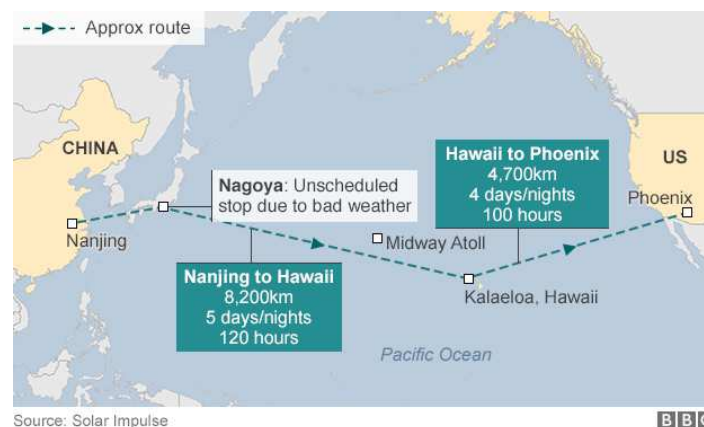 Approx route
CHINA
Nanjing
Nagoya: Unscheduled
stop due to bad weather
Nanjing to Hawaii
8,200km
5 days/nights
120 hours
Midway Atoll
Hawaii to Phoenix
4,700km
4 days/nights
100 hours
US
Phoenix
Kalaeloa, Hawaii
Pacific Ocean
Source: Solar Impulse
BBC